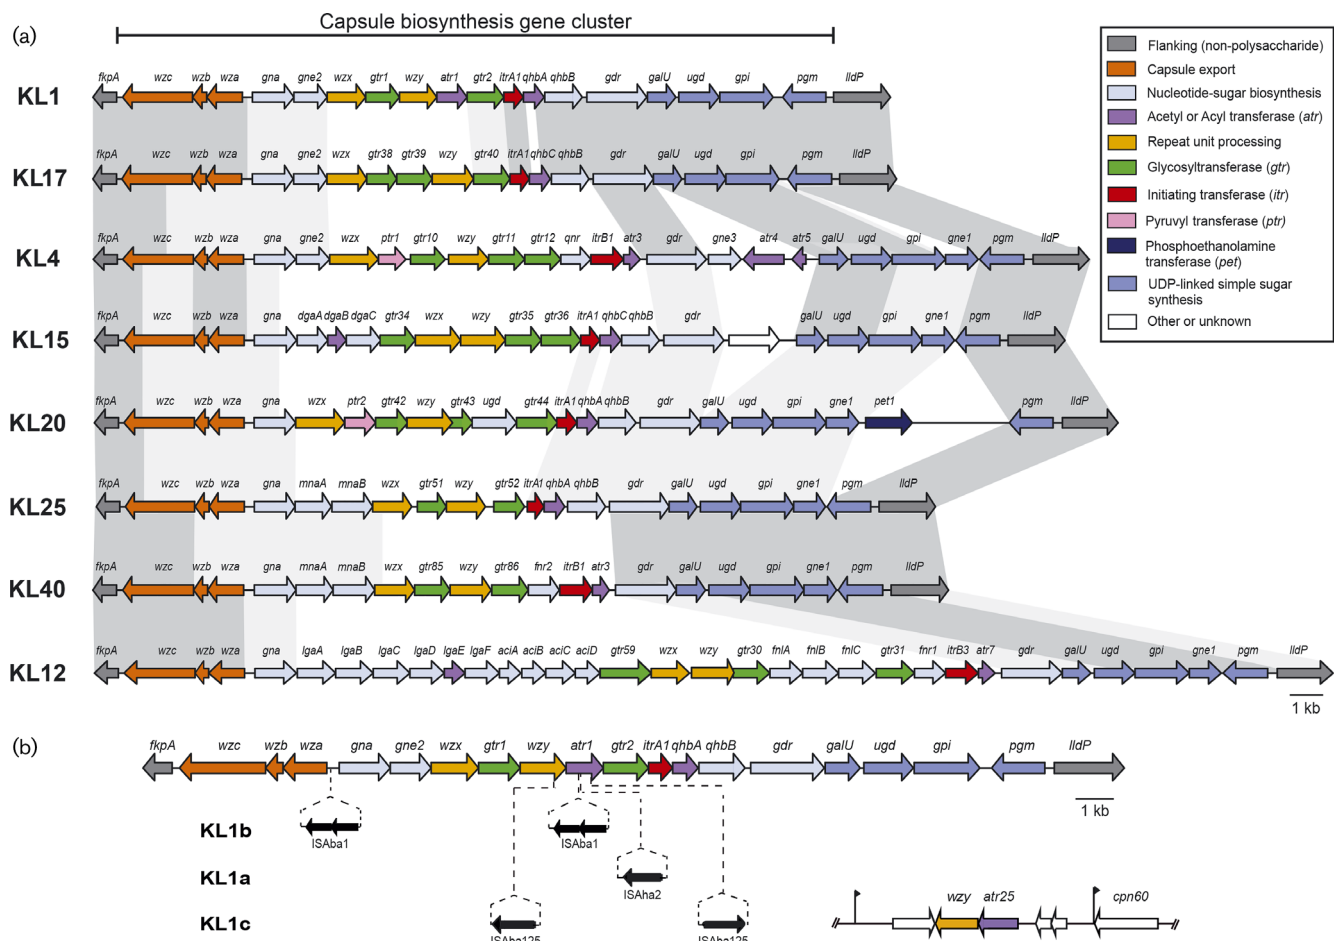 (a)
Capsule biosynthesis gene cluster
KL1
fkpA wzc wzb wza gna gne2 wzx gtr1 wzy atr1 gtr2 itrA1 qhbA qhbB gdr galU ugd gpi pgm lldP
KL17
fkpA wzc wzb wza gna gne2 wzx gtr38 gtr39 wzy gtr40 itrA1 qhbC qhbB gdr galU ugd gpi pgm lldP
KL4
fkpA wzc wzb wza gna gne2 wzx ptr1 gtr10 wzy gtr11 gtr12 qnr itrB1 atr3 gdr gne3 atr4 atr5 galU ugd gpi gne1 pgm lldP
KL15
fkpA wzc wzb wza gna dgaA dgaB dgaC gtr34 wzx wzy gtr35 gtr36 itrA1 qhbC qhbB gdr galU ugd gpi gne1 pgm lldP
KL20
fkpA wzc wzb wza gna wzx ptr2 gtr42 wzy gtr43 ugd gtr44 itrA1 qhbA qhbB gdr galU ugd gpi gne1 pet1 pgm lldP
KL25
fkpA wzc wzb wza gna mnaA mnaB wzx gtr51 wzy gtr52 itrA1 qhbA qhbB gdr galU ugd gpi gne1 pgm lldP
KL40
fkpA wzc wzb wza gna mnaA mnaB wzx gtr85 wzy gtr86 fnr2 itrB1 atr3 gdr galU ugd gpi gne1 pgm lldP
KL12
fkpA wzc wzb wza gna lgaA lgaB lgaC lgaD lgaE lgaF aciA aciB aciC aciD gtr59 wzx wzy gtr30 fnlA fnlB fnlC gtr31 fnr1 itrB3 atr7 gdr galU ugd gpi gne1 pgm lldP
1 kb
Flanking (non-polysaccharide)
Capsule export
Nucleotide-sugar biosynthesis
Acetyl or Acyl transferase (atr)
Repeat unit processing
Glycosyltransferase (gtr)
Initiating transferase (itr)
Pyruvyl transferase (ptr)
Phosphoethanolamine
transferase (pet)
UDP-linked simple sugar
synthesis
Other or unknown
(b)
fkpA wzc wzb wza gna gne2 wzx gtr1 wzy atr1 gtr2 itrA1 qhbA qhbB gdr galU ugd gpi pgm lldP
1 kb
KL1b
ISAba1 ISAba1
KL1a
ISAha2
KL1c
ISAba125 ISAba125
wzy atr25 cpn60